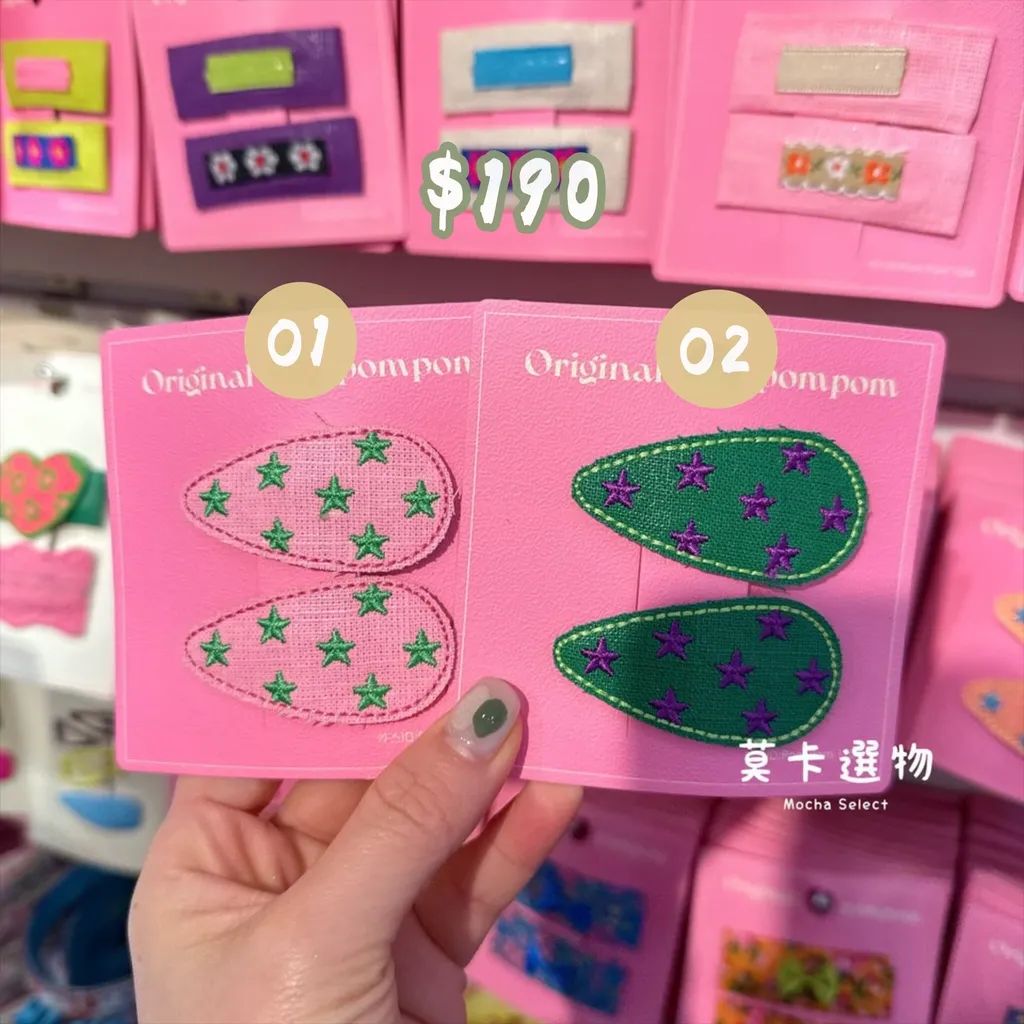 $190
01
02
Original pompom
Original pompom
莫卡選物
Mocha Select